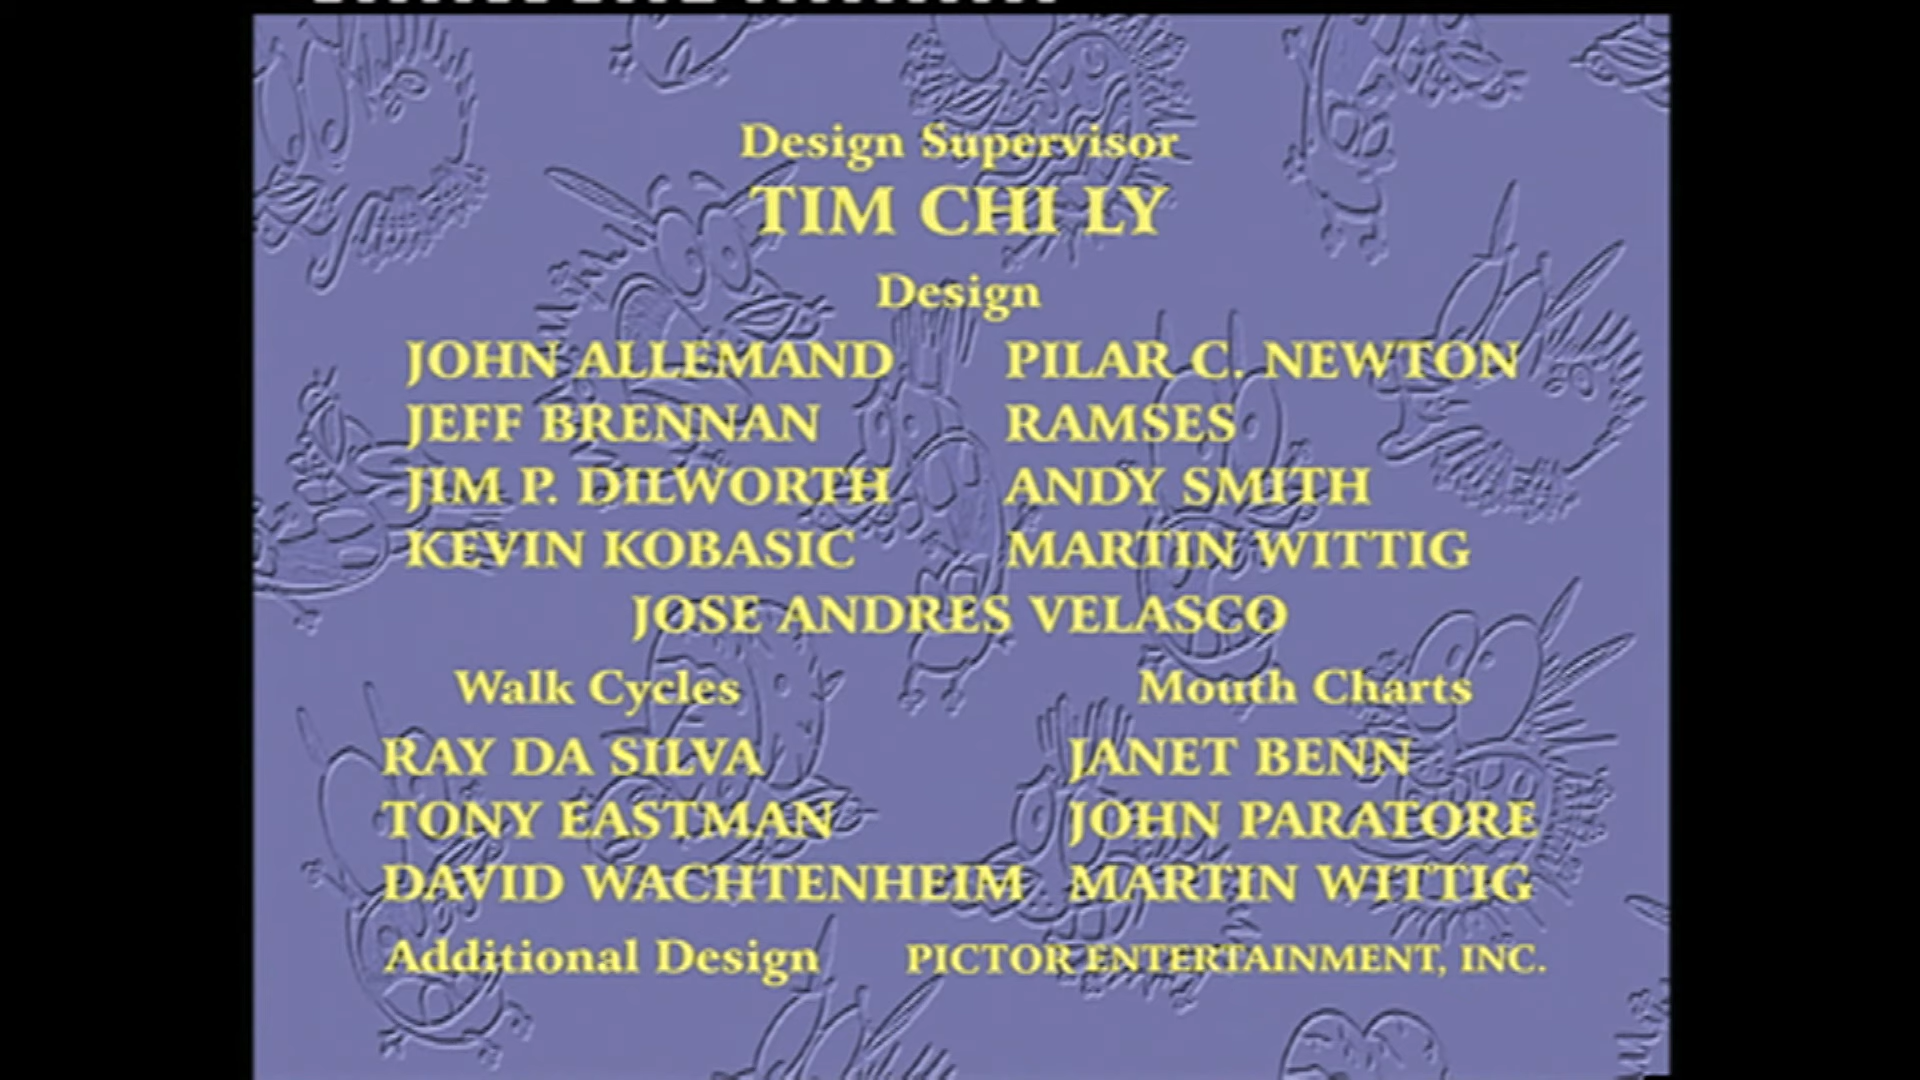 Design Supervisor
TIM CHI LY
Design
JOHN ALLEMAND PILAR C. NEWTON
JEFF BRENNAN RAMSES
JIM P. DILWORTH ANDY SMITH
KEVIN KOBASIC MARTIN WITTIG
JOSE ANDRES VELASCO
Walk Cycles Mouth Charts
RAY DA SILVA JANET BENN
TONY EASTMAN JOHN PARATORE
DAVID WACHTENHEIM MARTIN WITTIG
Additional Design PICTOR ENTERTAINMENT, INC.